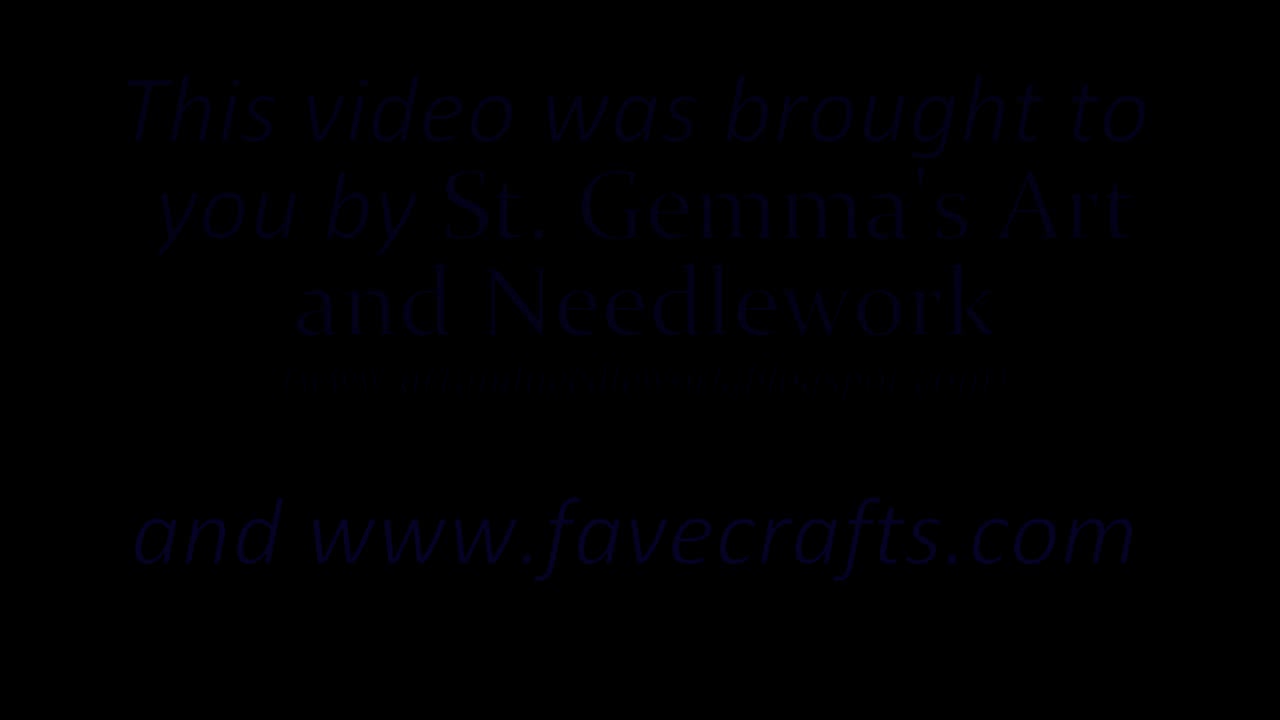 This video was brought to
you by St. Gemma's Art
and Needlework
and www.favecrafts.com